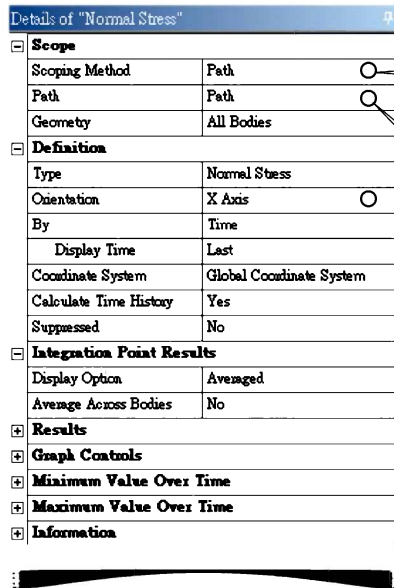 Details of "Normal Stress"
Scope
Scoping Method Path
Path Path
Geometry All Bodies
Definition
Type Normal Stress
Orientation X Axis
By Time
Display Time Last
Coordinate System Global Coordinate System
Calculate Time History Yes
Suppressed No
Integration Point Results
Display Option Averaged
Average Across Bodies No
Results
Graph Controls
Minimum Value Over Time
Maximum Value Over Time
Information